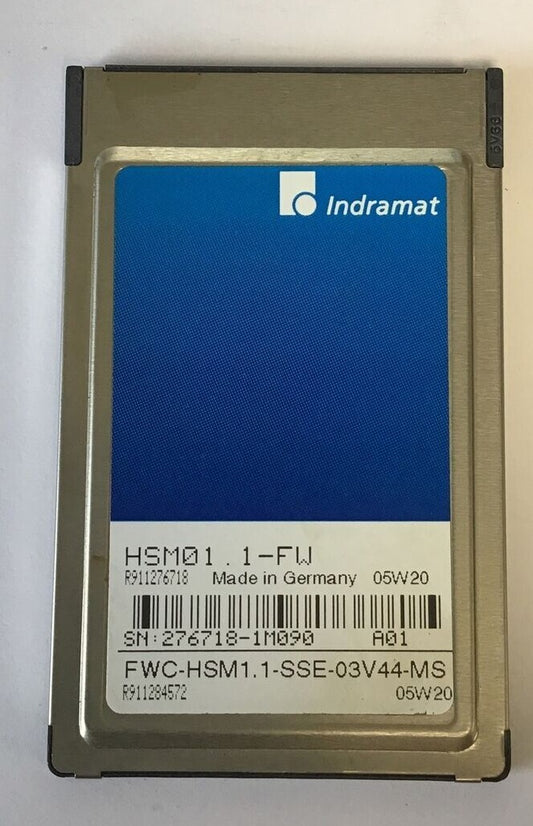 Indramat
HSM01.1-FW
R911276718 Made in Germany 05W20
SN:276718-1M090 A01
FWC-HSM1.1-SSE-03V44-MS
R911284572 05W20